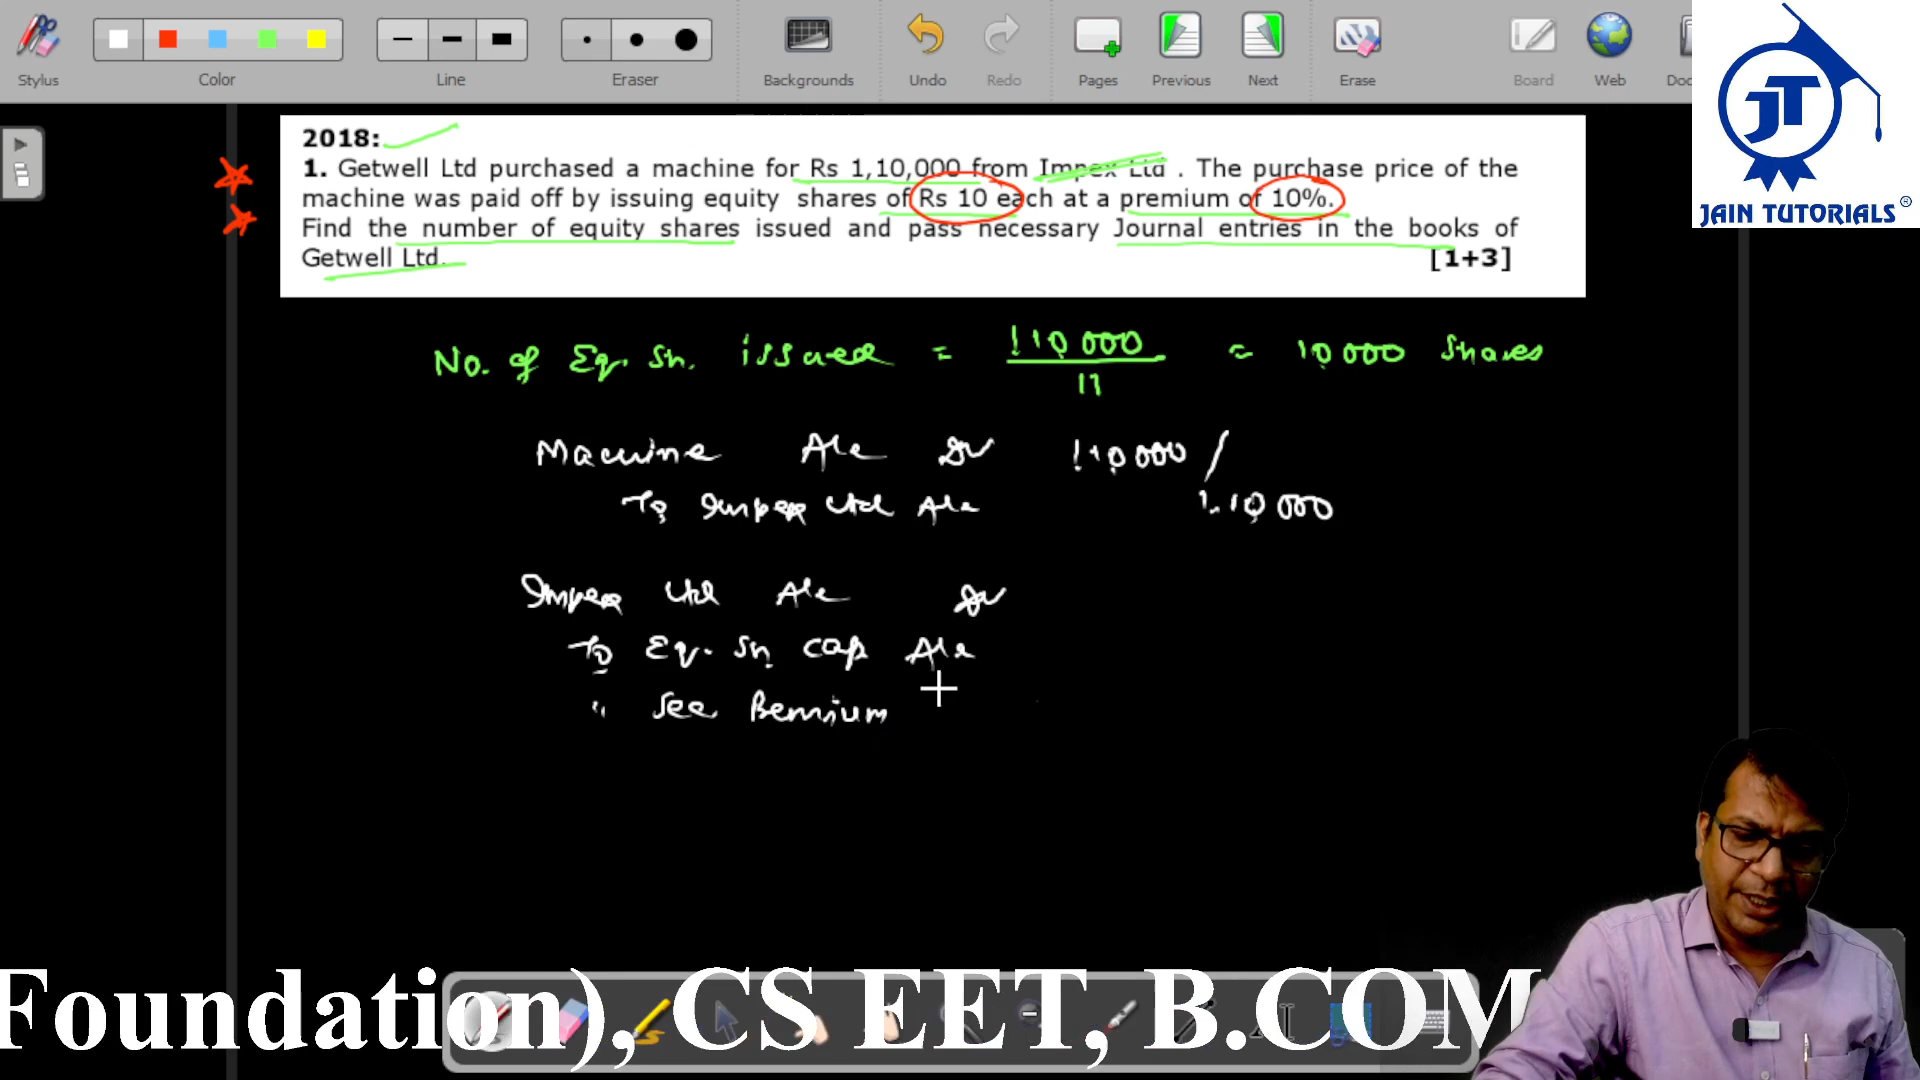 Stylus
Color
Line
Eraser
Backgrounds
Undo
Redo
Pages
Previous
Next
Erase
Board
Web
JT
JAIN TUTORIALS®
2018:
1. Getwell Ltd purchased a machine for Rs 1,10,000 from Impex Ltd . The purchase price of the
machine was paid off by issuing equity shares of Rs 10 each at a premium of 10%.
Find the number of equity shares issued and pass necessary Journal entries in the books of
Getwell Ltd. [1+3]
No. of Eq. Sh. issued = 110000 / 11 = 10000 Shares
Machine A/c Dr 110000 /
To Impex Ltd A/c 1,10,000
Impex Ltd A/c Dr
To Eq. Sh cap A/c
" Sec Premium
Foundation), CS EET, B.COM